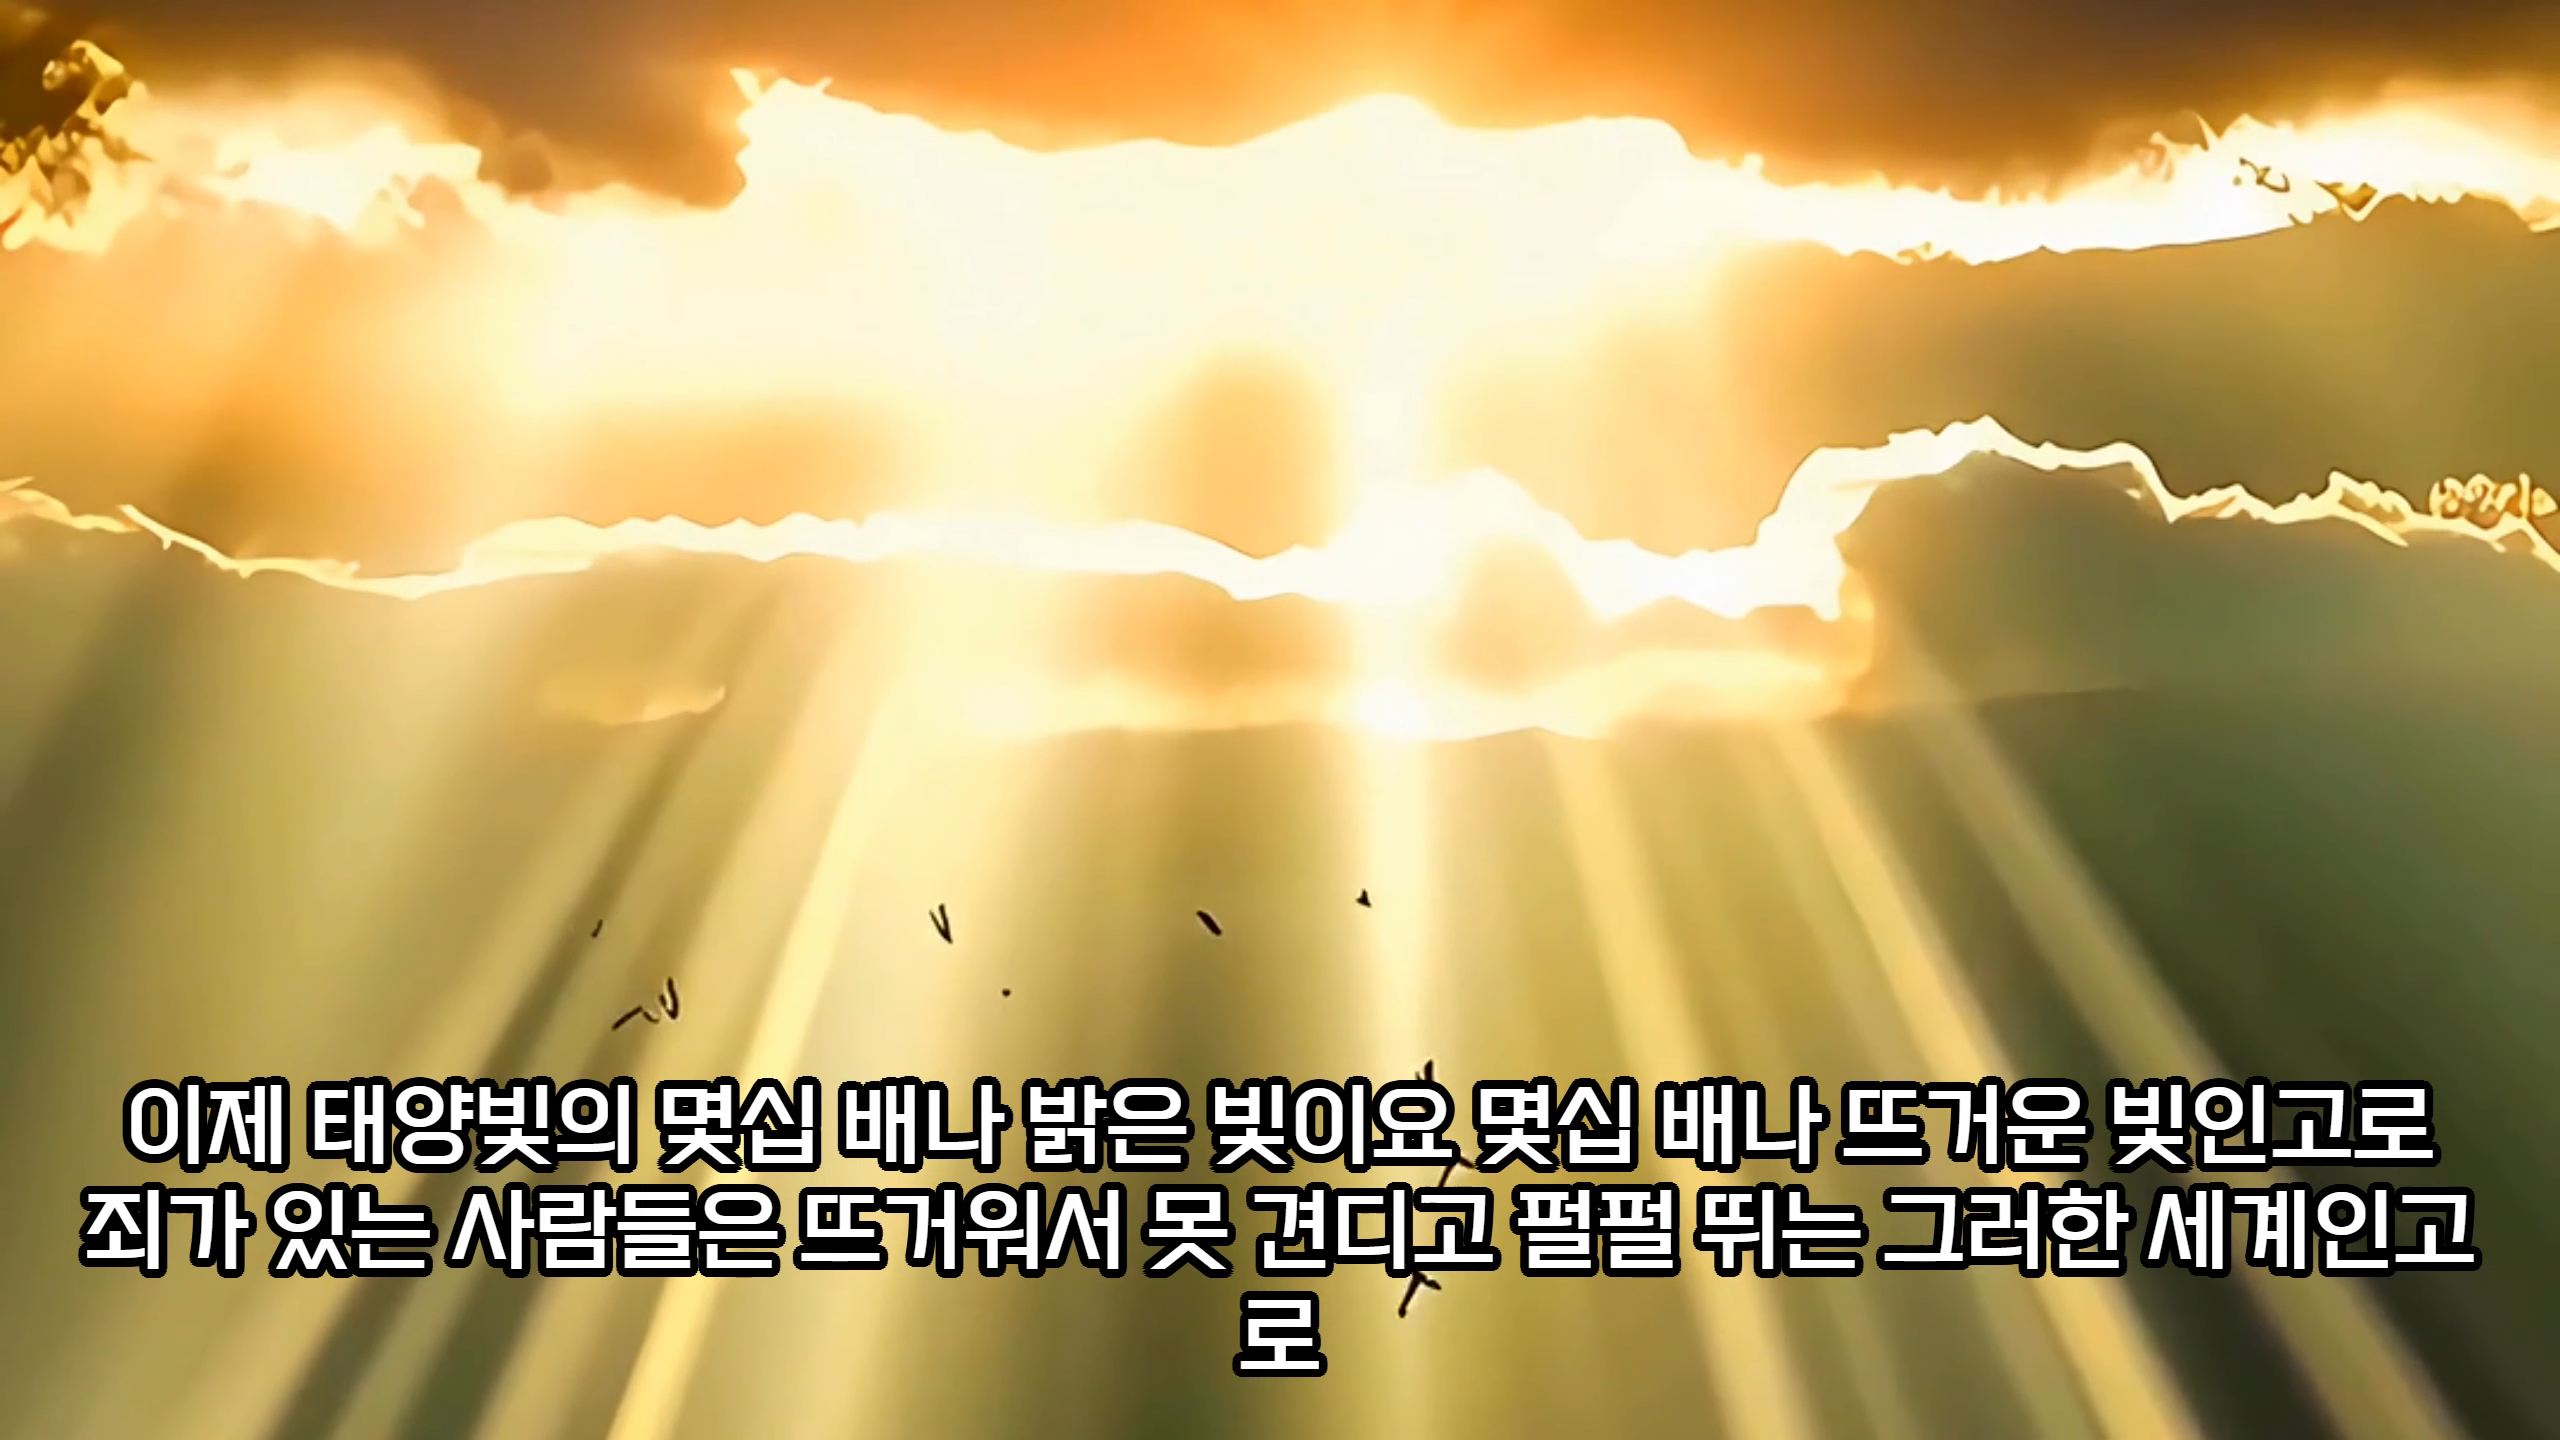 이제 태양빛의 몇십 배나 밝은 빛이요 몇십 배나 뜨거운 빛인고로
죄가 있는 사람들은 뜨거워서 못 견디고 펄펄 뛰는 그러한 세계인고
로